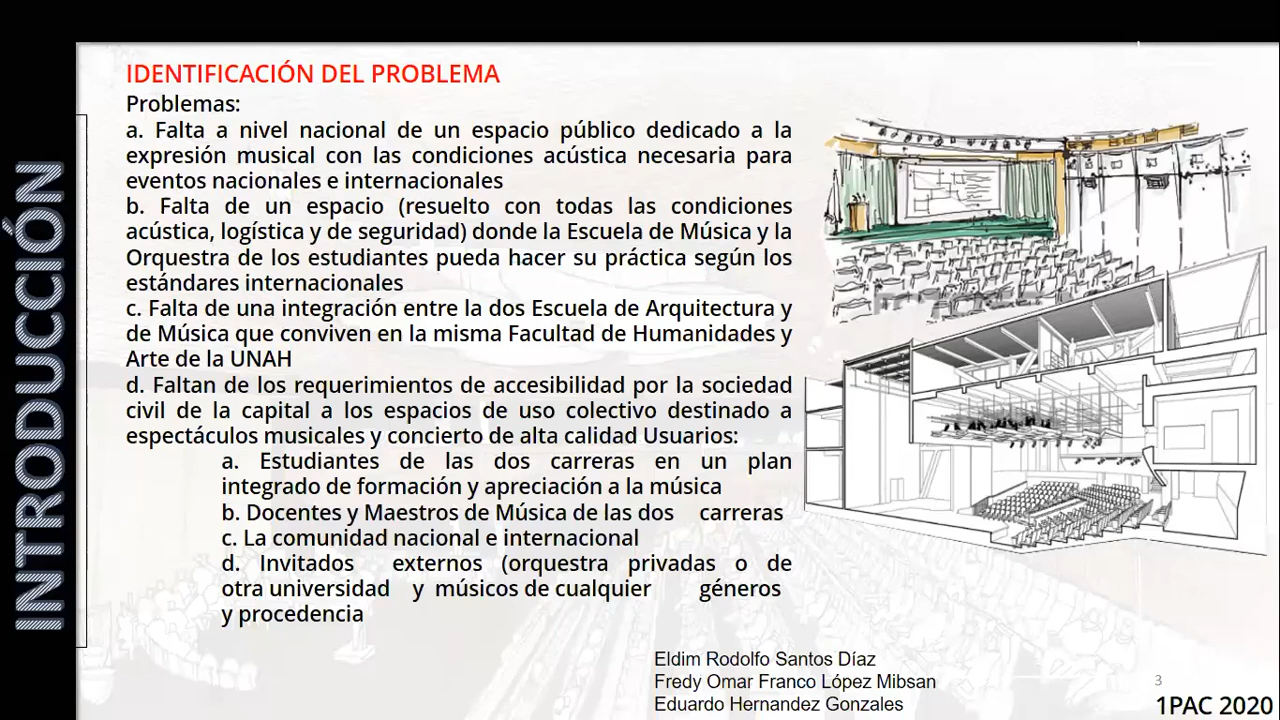 INTRODUCCIÓN
IDENTIFICACIÓN DEL PROBLEMA
Problemas:
a. Falta a nivel nacional de un espacio público dedicado a la
expresión musical con las condiciones acústica necesaria para
eventos nacionales e internacionales
b. Falta de un espacio (resuelto con todas las condiciones
acústica, logística y de seguridad) donde la Escuela de Música y la
Orquestra de los estudiantes pueda hacer su práctica según los
estándares internacionales
c. Falta de una integración entre la dos Escuela de Arquitectura y
de Música que conviven en la misma Facultad de Humanidades y
Arte de la UNAH
d. Faltan de los requerimientos de accesibilidad por la sociedad
civil de la capital a los espacios de uso colectivo destinado a
espectáculos musicales y concierto de alta calidad Usuarios:
a. Estudiantes de las dos carreras en un plan
integrado de formación y apreciación a la música
b. Docentes y Maestros de Música de las dos carreras
c. La comunidad nacional e internacional
d. Invitados externos (orquestra privadas o de
otra universidad y músicos de cualquier géneros
y procedencia
Eldim Rodolfo Santos Díaz
Fredy Omar Franco López Mibsan
Eduardo Hernandez Gonzales
3
1PAC 2020